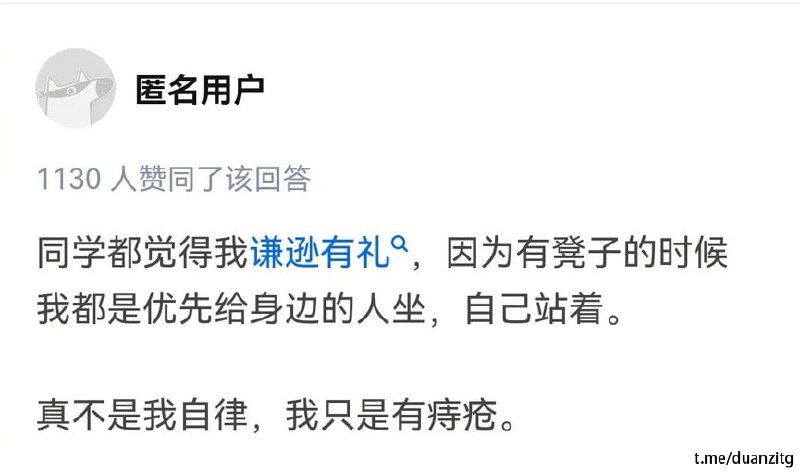 匿名用户
1130 人赞同了该回答
同学都觉得我谦逊有礼，因为有凳子的时候
我都是优先给身边的人坐，自己站着。
真不是我自律，我只是有痔疮。
t.me/duanzitg